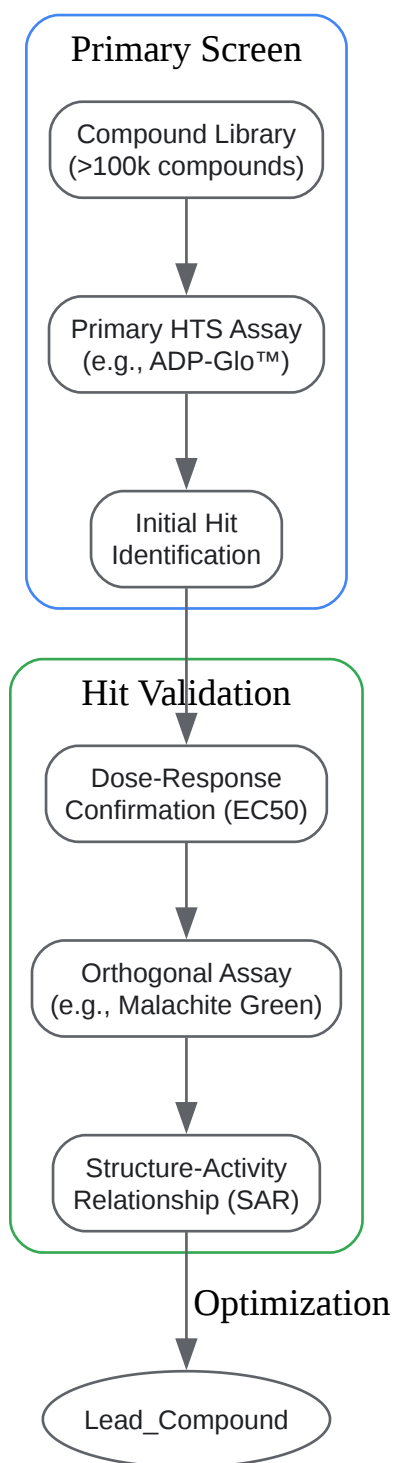 Primary Screen
Compound Library
(>100k compounds)
Primary HTS Assay
(e.g., ADP-Glo™)
Initial Hit
Identification
Hit Validation
Dose-Response
Confirmation (EC50)
Orthogonal Assay
(e.g., Malachite Green)
Structure-Activity
Relationship (SAR)
Optimization
Lead_Compound